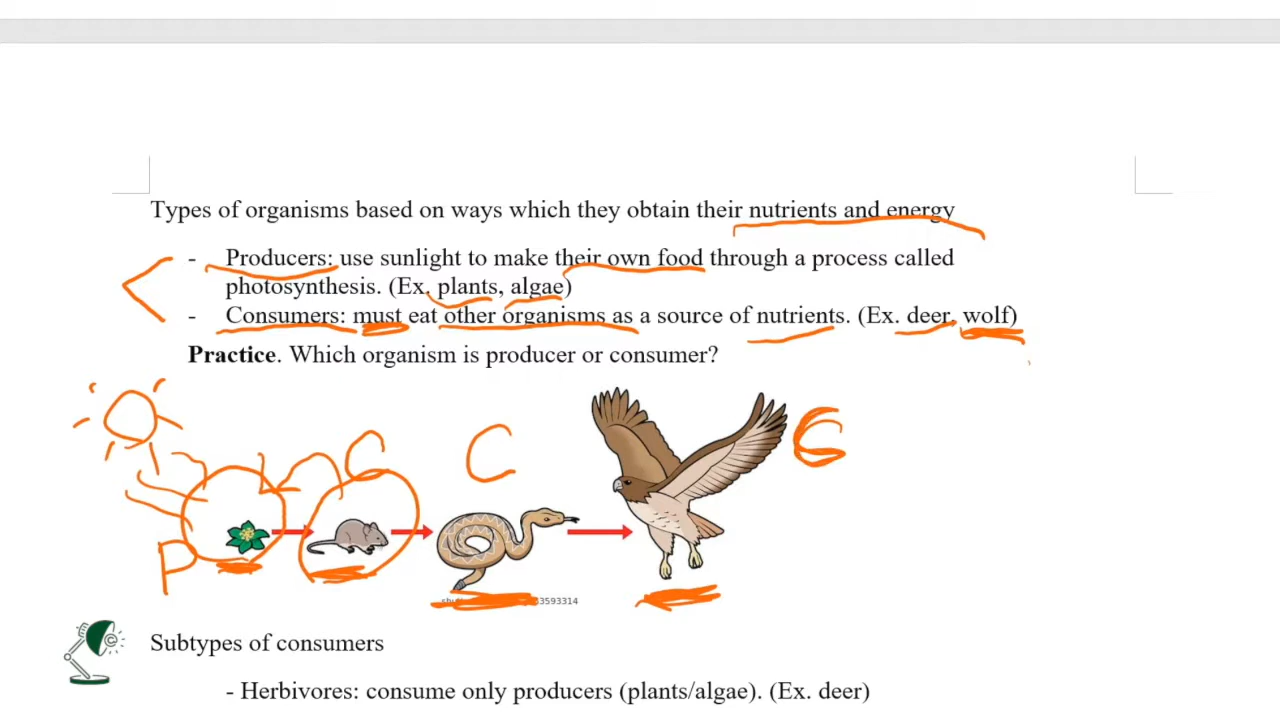 Types of organisms based on ways which they obtain their nutrients and energy
- Producers: use sunlight to make their own food through a process called
photosynthesis. (Ex. plants, algae)
- Consumers: must eat other organisms as a source of nutrients. (Ex. deer, wolf)
Practice. Which organism is producer or consumer?
P C C C
33593314
Subtypes of consumers
- Herbivores: consume only producers (plants/algae). (Ex. deer)